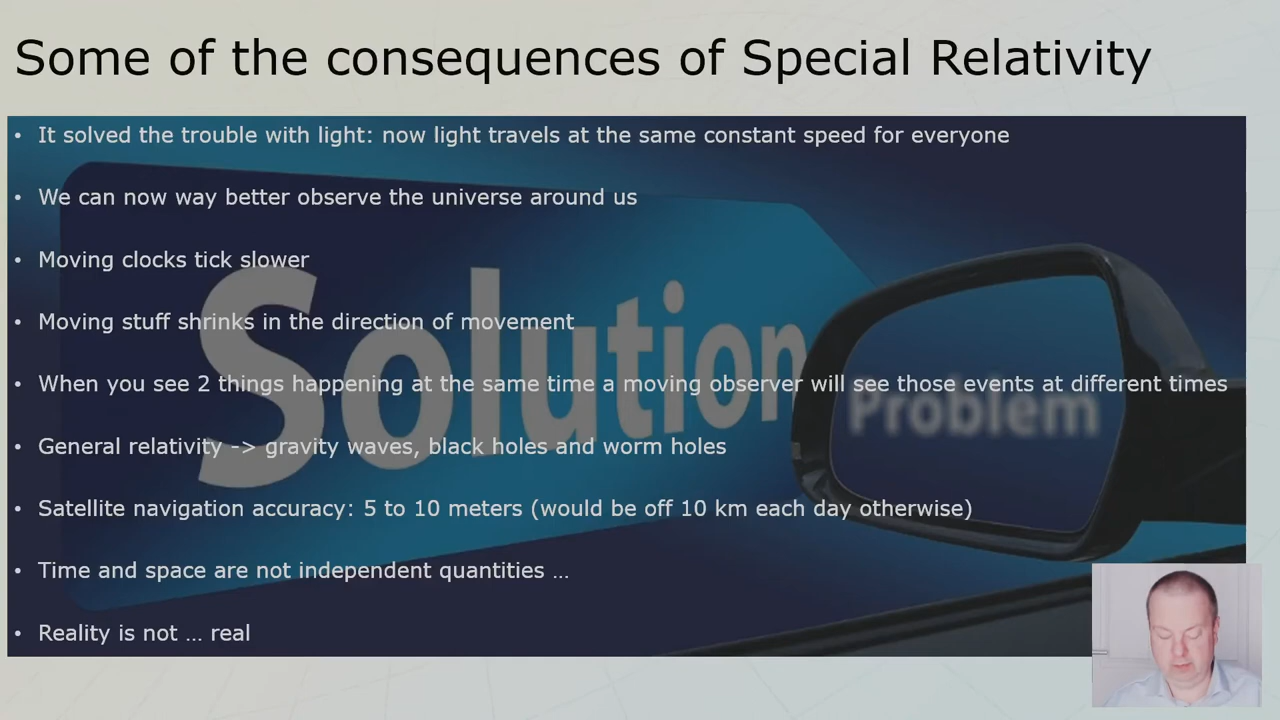 Some of the consequences of Special Relativity
• It solved the trouble with light: now light travels at the same constant speed for everyone
• We can now way better observe the universe around us
• Moving clocks tick slower
• Moving stuff shrinks in the direction of movement
• When you see 2 things happening at the same time a moving observer will see those events at different times
• General relativity -> gravity waves, black holes and worm holes
• Satellite navigation accuracy: 5 to 10 meters (would be off 10 km each day otherwise)
• Time and space are not independent quantities …
• Reality is not … real
Solution
Problem